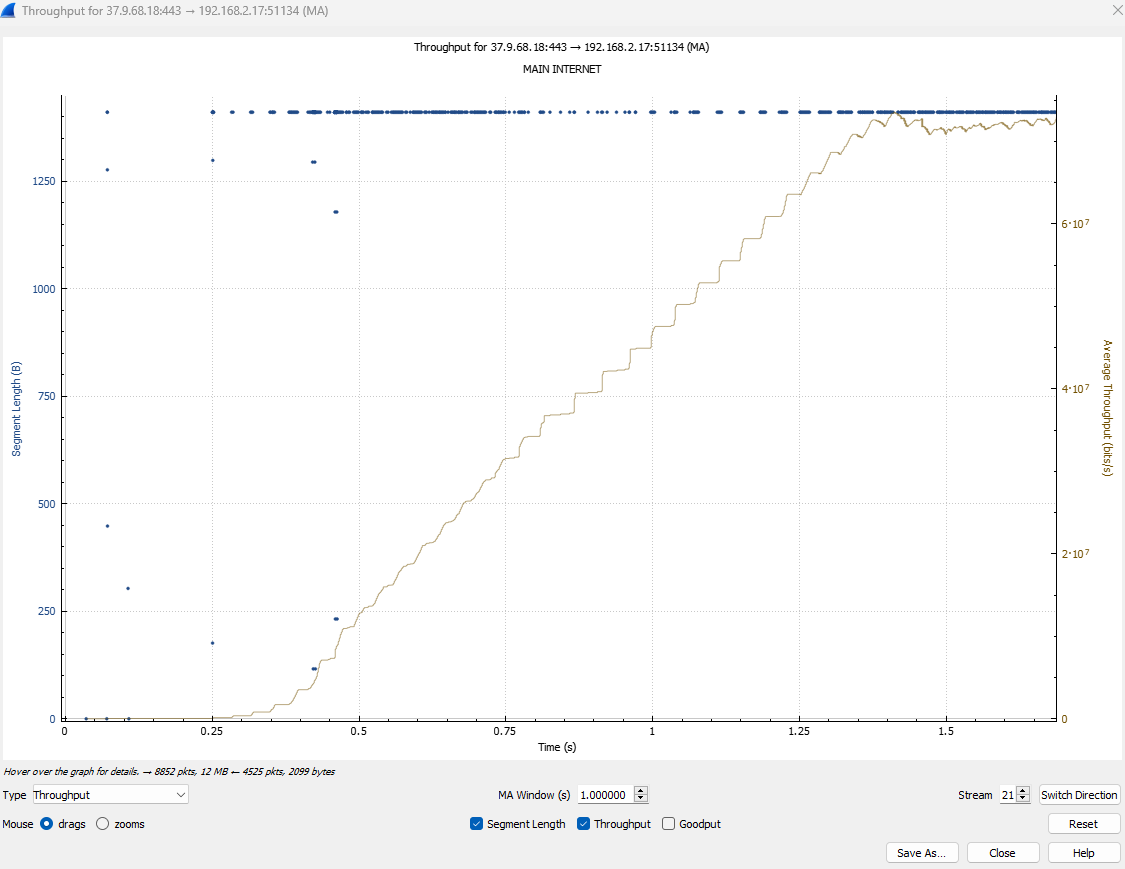 Throughput for 37.9.68.18:443 → 192.168.2.17:51134 (MA)
Throughput for 37.9.68.18:443 → 192.168.2.17:51134 (MA)
MAIN INTERNET
Segment Length (B)
1250
1000
750
500
250
0
6·10⁷
4·10⁷
2·10⁷
0
Average Throughput (bits/s)
0 0.25 0.5 0.75 1 1.25 1.5
Time (s)
Hover over the graph for details. → 8852 pkts, 12 MB ← 4525 pkts, 2099 bytes
Type Throughput MA Window (s) 1.000000 Stream 21 Switch Direction
Mouse drags zooms Segment Length Throughput Goodput Reset
Save As... Close Help